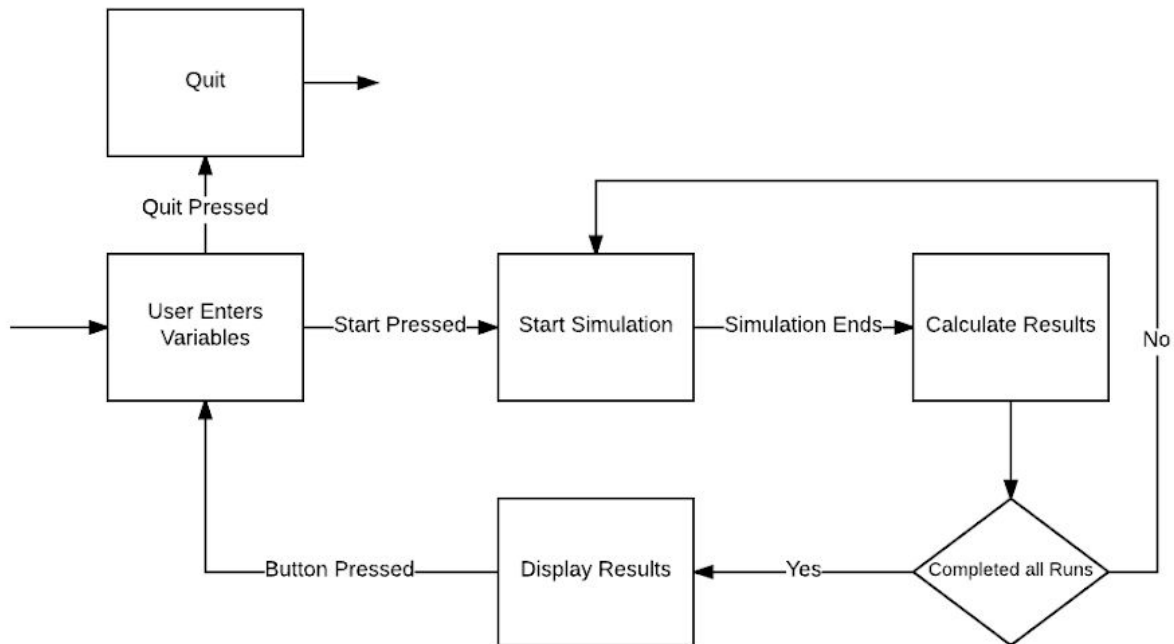 Quit
Quit Pressed
User Enters
Variables
Start Pressed
Start Simulation
Simulation Ends
Calculate Results
No
Button Pressed
Display Results
Yes
Completed all Runs